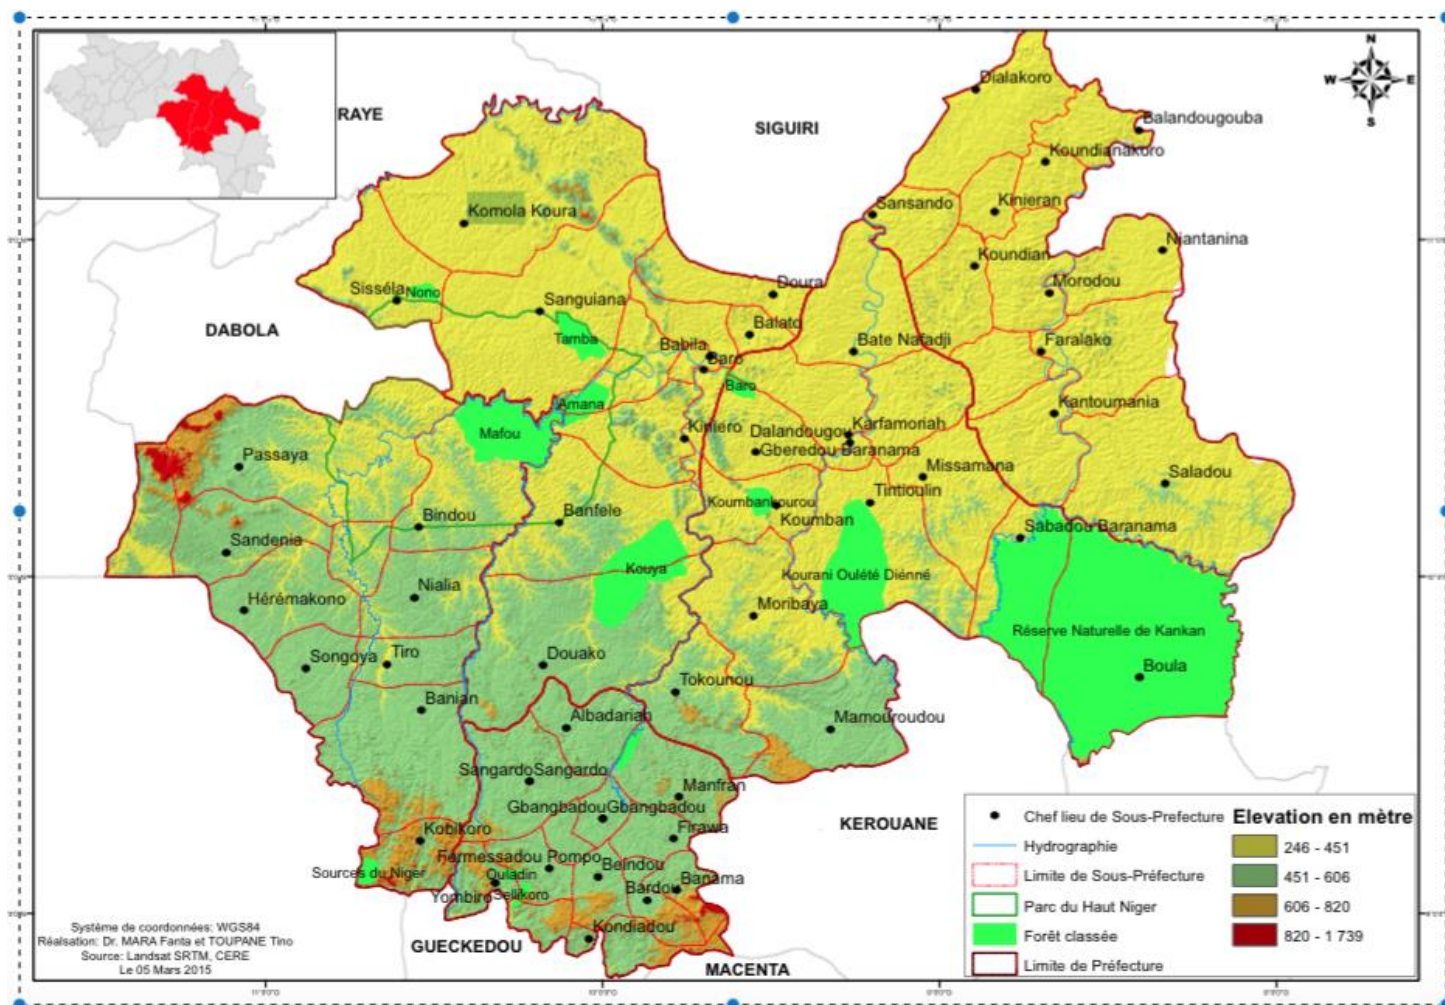 N
W
E
S
RAYE
SIGUIRI
Dialakoro
Balandougouba
Koundianakoro
Komola Koura
Sansando
Kinieran
Niantanina
Koundian
Sisséla
Nono
Doura
Morodou
Sanguiana
DABOLA
Tamba
Balato
Babila
Baro
Bate Nafadji
Faralako
Baro
Amana
Kantoumania
Mafou
Kiniero
Dalandougou
Karfamoriah
Gberedou Baranama
Passaya
Missamana
Saladou
Koumbankourou
Tintioulin
Koumban
Bindou
Banfele
Sabadou Baranama
Sandenia
Kouya
Kourani Oulété Diénné
Nialia
Hérémakono
Moribaya
Réserve Naturelle de Kankan
Songoya
Tiro
Douako
Boula
Tokounou
Banian
Albadariah
Mamouroudou
SangardoSangardo
Manfran
GbangbadouGbangbadou
KEROUANE
Firawa
Kobikoro
Fermessadou Pompo
Sources du Niger
Ouladin
Beindou
Yombiro
Sellikoro
Bardou
Banama
Kondiadou
GUECKEDOU
MACENTA
Système de coordonnées: WGS84
Réalsation: Dr. MARA Fanta et TOUPANE Tino
Source: Landsat SRTM, CERE
Le 05 Mars 2015
Chef lieu de Sous-Prefecture
Hydrographie
Limite de Sous-Préfecture
Parc du Haut Niger
Forêt classée
Limite de Préfecture
Elevation en mètre
246 - 451
451 - 606
606 - 820
820 - 1 739